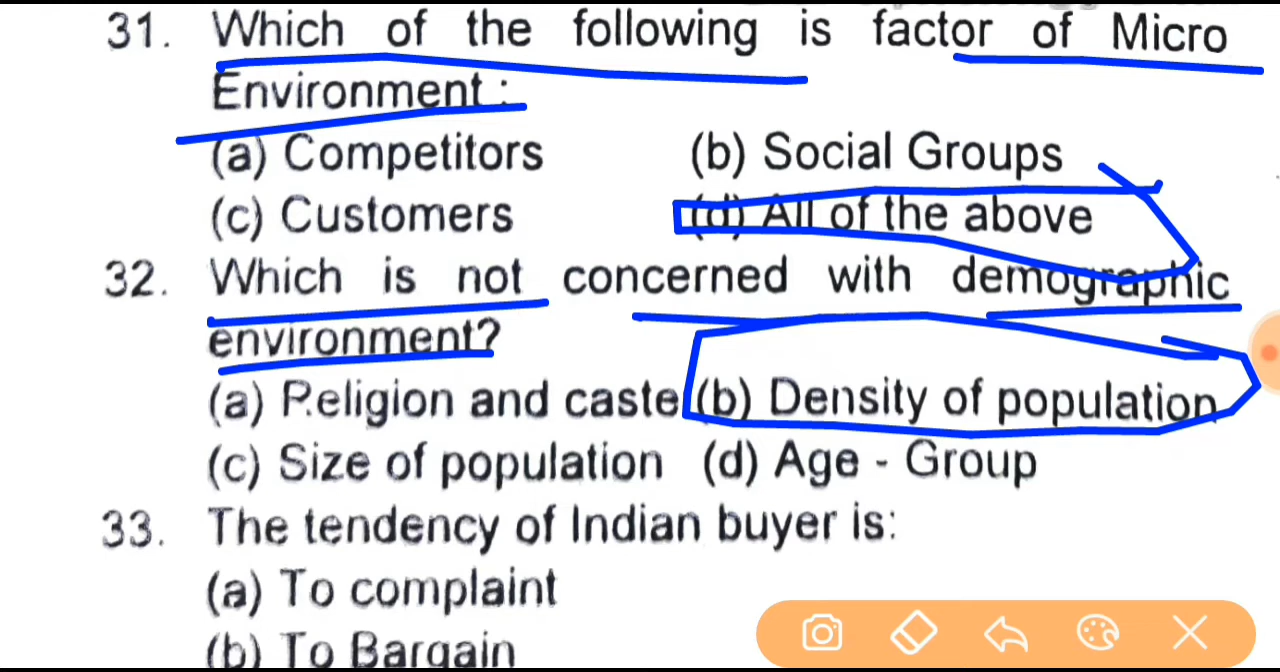 31. Which of the following is factor of Micro
Environment :
(a) Competitors (b) Social Groups
(c) Customers (d) All of the above
32. Which is not concerned with demographic
environment?
(a) Religion and caste (b) Density of population
(c) Size of population (d) Age - Group
33. The tendency of Indian buyer is:
(a) To complaint
(b) To Bargain